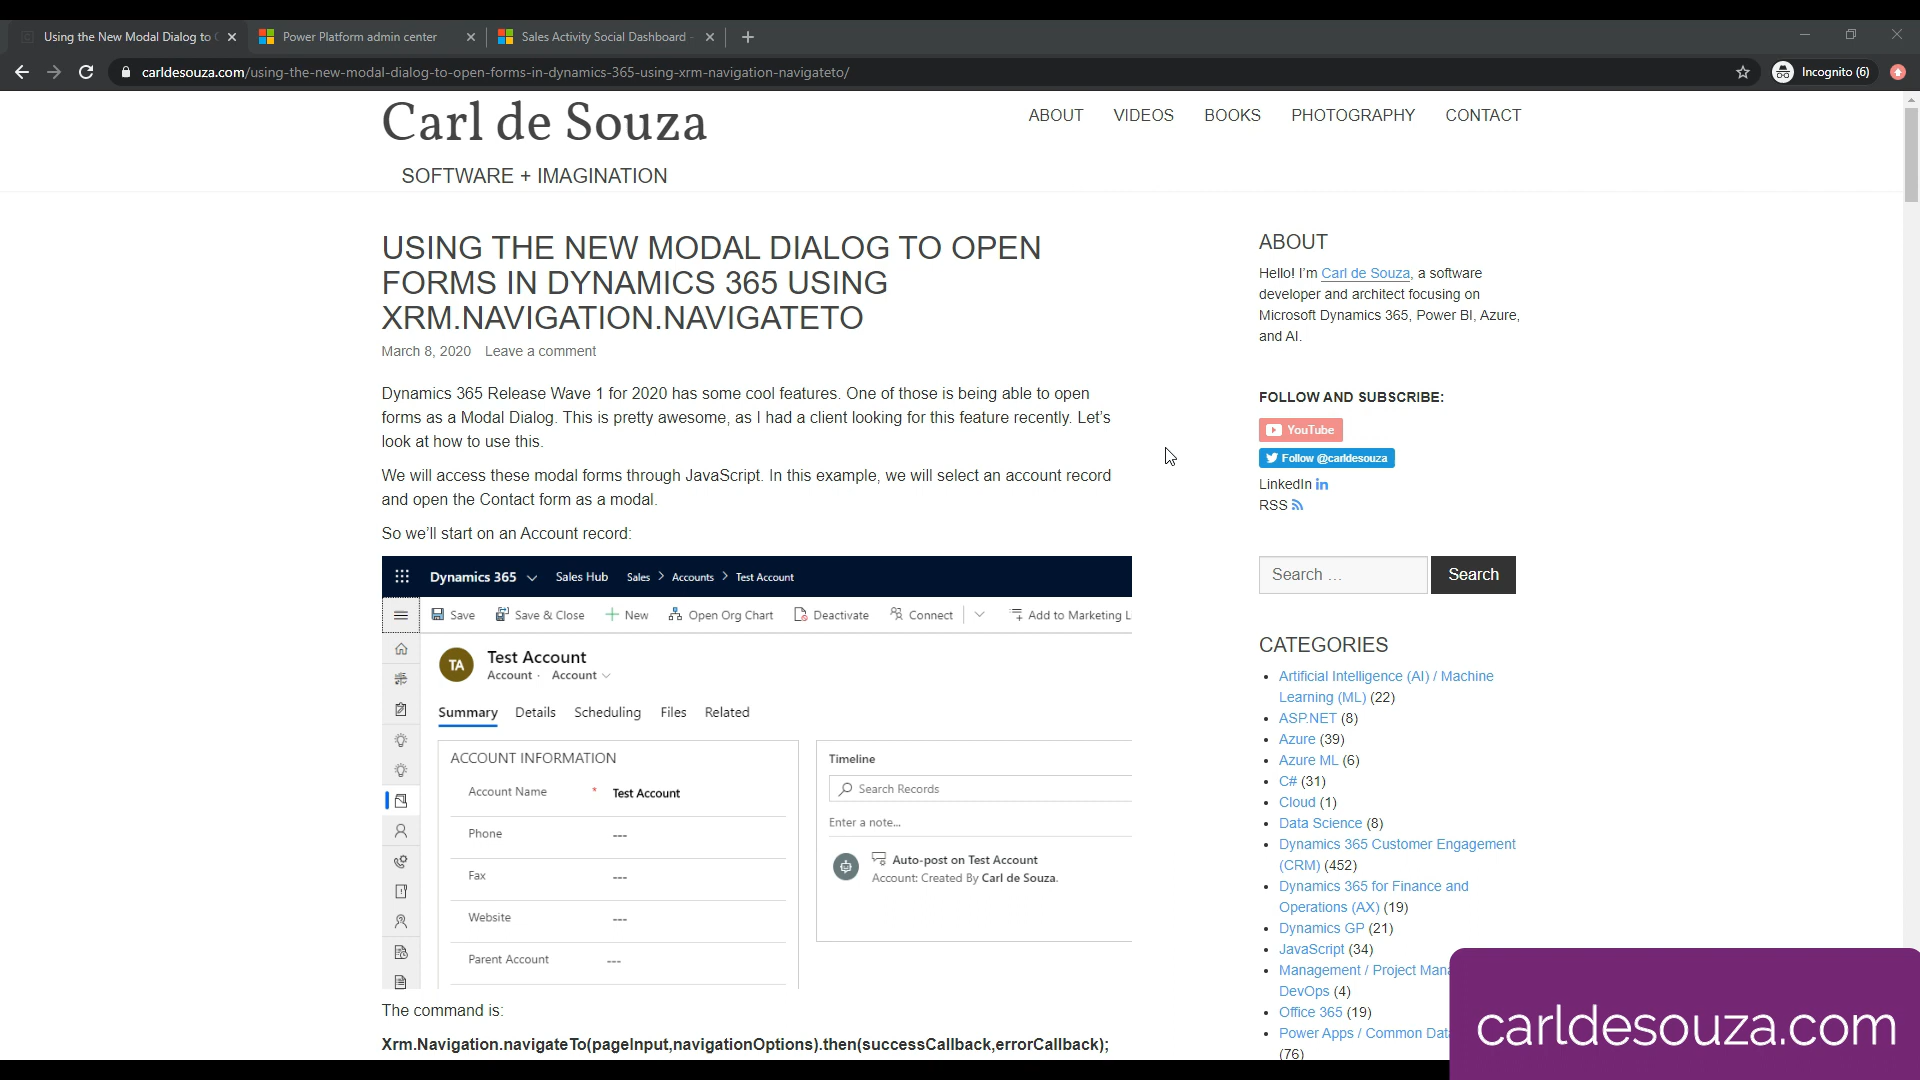 Using the New Modal Dialog to
Power Platform admin center
Sales Activity Social Dashboard -
carldesouza.com/using-the-new-modal-dialog-to-open-forms-in-dynamics-365-using-xrm-navigation-navigateto/
Incognito (6)
Carl de Souza
SOFTWARE + IMAGINATION
ABOUT
VIDEOS
BOOKS
PHOTOGRAPHY
CONTACT
USING THE NEW MODAL DIALOG TO OPEN
FORMS IN DYNAMICS 365 USING
XRM.NAVIGATION.NAVIGATETO
March 8, 2020 Leave a comment
Dynamics 365 Release Wave 1 for 2020 has some cool features. One of those is being able to open
forms as a Modal Dialog. This is pretty awesome, as I had a client looking for this feature recently. Let's
look at how to use this.
We will access these modal forms through JavaScript. In this example, we will select an account record
and open the Contact form as a modal.
So we'll start on an Account record:
Dynamics 365
Sales Hub
Sales > Accounts > Test Account
Save
Save & Close
New
Open Org Chart
Deactivate
Connect
Add to Marketing L
TA
Test Account
Account · Account
Summary
Details
Scheduling
Files
Related
ACCOUNT INFORMATION
Account Name * Test Account
Phone ---
Fax ---
Website ---
Parent Account ---
Timeline
Search Records
Enter a note...
Auto-post on Test Account
Account: Created By Carl de Souza.
The command is:
Xrm.Navigation.navigateTo(pageInput,navigationOptions).then(successCallback,errorCallback);
ABOUT
Hello! I'm Carl de Souza, a software
developer and architect focusing on
Microsoft Dynamics 365, Power BI, Azure,
and AI.
FOLLOW AND SUBSCRIBE:
YouTube
Follow @carldesouza
LinkedIn in
RSS
Search …
Search
CATEGORIES
Artificial Intelligence (AI) / Machine
Learning (ML) (22)
ASP.NET (8)
Azure (39)
Azure ML (6)
C# (31)
Cloud (1)
Data Science (8)
Dynamics 365 Customer Engagement
(CRM) (452)
Dynamics 365 for Finance and
Operations (AX) (19)
Dynamics GP (21)
JavaScript (34)
Management / Project Mana
DevOps (4)
Office 365 (19)
Power Apps / Common Dat
(76)
carldesouza.com